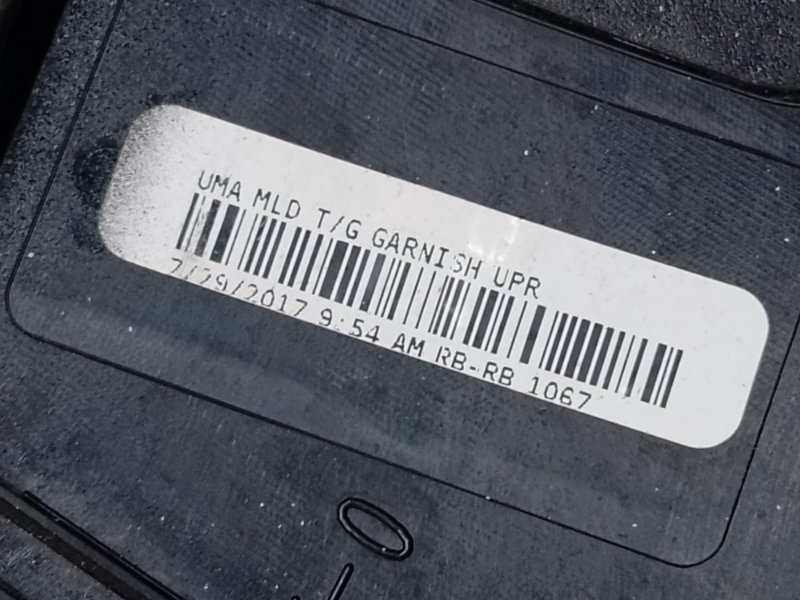 UMA MLD T/G GARNISH UPR
7/29/2017 9:54 AM RB-RB 1067